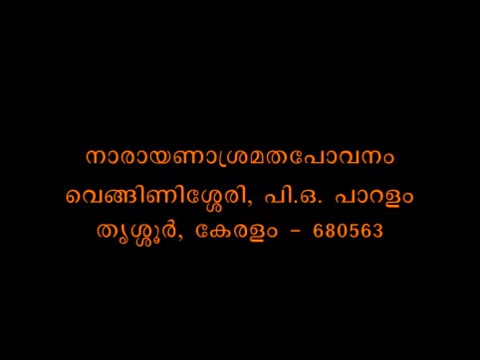 നാരായണാശ്രമതപോവനം
വെങ്ങിണിശ്ശേരി, പി.ഒ. പാറളം
തൃശ്ശൂർ, കേരളം - 680563